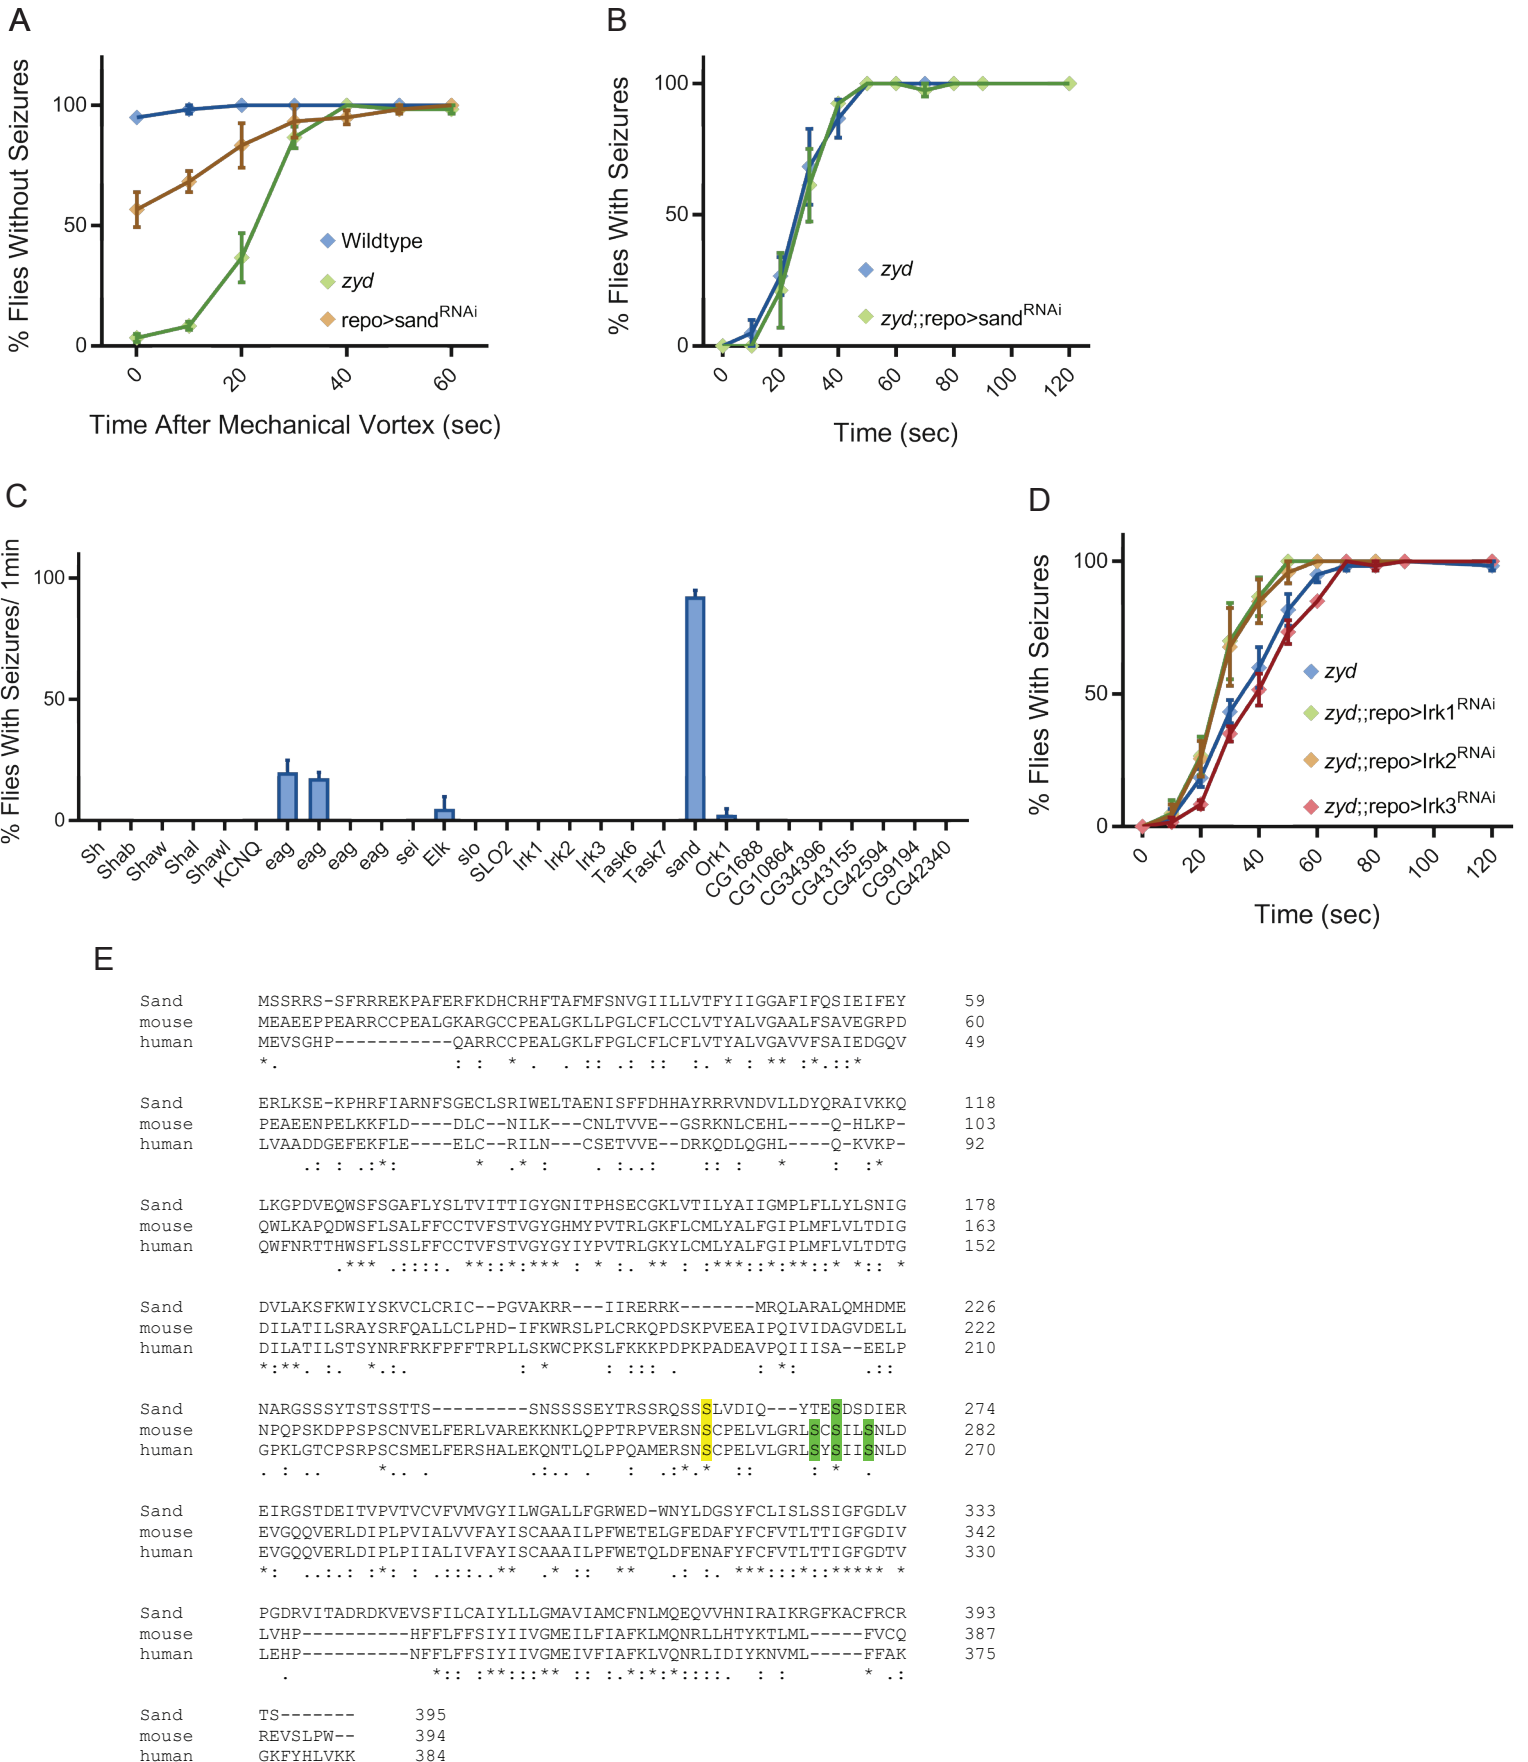 A
% Flies Without Seizures
100
50
0
Wildtype
zyd
repo>sandRNAi
0
20
40
60
Time After Mechanical Vortex (sec)
B
% Flies With Seizures
100
50
0
zyd
zyd;;repo>sandRNAi
0
20
40
60
80
100
120
Time (sec)
C
% Flies With Seizures/ 1min
100
50
0
Sh
Shab
Shaw
Shal
Shawl
KCNQ
eag
eag
eag
eag
sei
Elk
slo
SLO2
Irk1
Irk2
Irk3
Task6
Task7
sand
Ork1
CG1688
CG10864
CG34396
CG43155
CG42594
CG9194
CG42340
D
% Flies With Seizures
100
50
0
zyd
zyd;;repo>Irk1RNAi
zyd;;repo>Irk2RNAi
zyd;;repo>Irk3RNAi
0
20
40
60
80
100
120
Time (sec)
E
Sand MSSRRS-SFRRREKPAFERFKDHCRHFTAFMFSNVGIILLVTFYIIGGAFIFQSIEIFEY 59
mouse MEAEEPPEARRCCPEALGKARGCCPEALGKLLPGLCFLCCLVTYALVGAALFSAVEGRPD 60
human MEVSGHP-----------QARRCCPEALGKLFPGLCFLCFLVTYALVGAVVFSAIEDGQV 49
*. : : * . . :: .: :: :. * : ** :*.::*
Sand ERLKSE-KPHRFIARNFSGECLSRIWELTAENISFFDHHAYRRRVNDVLLDYQRAIVKKQ 118
mouse PEAEENPELKKFLD----DLC--NILK---CNLTVVE--GSRKNLCEHL----Q-HLKP- 103
human LVAADDGEFEKFLE----ELC--RILN---CSETVVE--DRKQDLQGHL----Q-KVKP- 92
.: : .:*: * .* : . :..: :: : * : :*
Sand LKGPDVEQWSFSGAFLYSLTVITTIGYGNITPHSECGKLVTILYAIIGMPLFLLYLSNIG 178
mouse QWLKAPQDWSFLSALFFCCTVFSTVGYGHMYPVTRLGKFLCMLYALFGIPLMFLVLTDIG 163
human QWFNRTTHWSFLSSLFFCCTVFSTVGYGYIYPVTRLGKYLCMLYALFGIPLMFLVLTDTG 152
.*** .::::. **::*:*** : * :. ** : :***::*:**::* *:: *
Sand DVLAKSFKWIYSKVCLCRIC--PGVAKRR---IIRERRK-------MRQLARALQMHDME 226
mouse DILATILSRAYSRFQALLCLPHD-IFKWRSLPLCRKQPDSKPVEEAIPQIVIDAGVDELL 222
human DILATILSTSYNRFRKFPFFTRPLLSKWCPKSLFKKKPDPKPADEAVPQIIISA--EELP 210
*:**. :. *.:. : * : ::: . : *: .::
Sand NARGSSSYTSTSSTTS---------SNSSSSSEYTRSSRQSSSLVDIQ---YTESDSDIER 274
mouse NPQPSKDPPSPSCNVELFERLVAREKKNKLQPPTRPVERSNSCPELVLGRLSCSILSNLD 282
human GPKLGTCPSRPSCSMELFERSHALEKQNTLQLPPQAMERSNSCPELVLGRLSYSIISNLD 270
. : .. *.. . .:.. . .:*.* :: : * .
Sand EIRGSTDEITVPVTVCVFVMVGYILWGALLFGRWED-WNYLDGSYFCLISLSSIGFGDLV 333
mouse EVGQQVERLDIPLPVIALVVFAYISCAAAILPFWETELGFEDAFYFCFVTLTTIGFGDIV 342
human EVGQQVERLDIPLPIIALIVFAYISCAAAILPFWETQLDFENAFYFCFVTLTTIGFGDTV 330
*: ..:.: :*: : .:::..** .* :: ** .: :. ***:::*::***** *
Sand PGDRVITADRDKVEVSFILCAIYLLLGMAVIAMCFNLMQEQVVHNIRAIKRGFKACFRCR 393
mouse LVHP----------HFFLFFSIYIIVGMEILFIAFKLMQNRLLHTYKTLML-----FVCQ 387
human LEHP----------NFFLFFSIYIIVGMEIVFIAFKLVQNRLIDIYKNVML-----FFAK 375
. *:: :**:::** :: :.*:*:*::::. : : * .:
Sand TS------- 395
mouse REVSLPW-- 394
human GKFYHLVKK 384